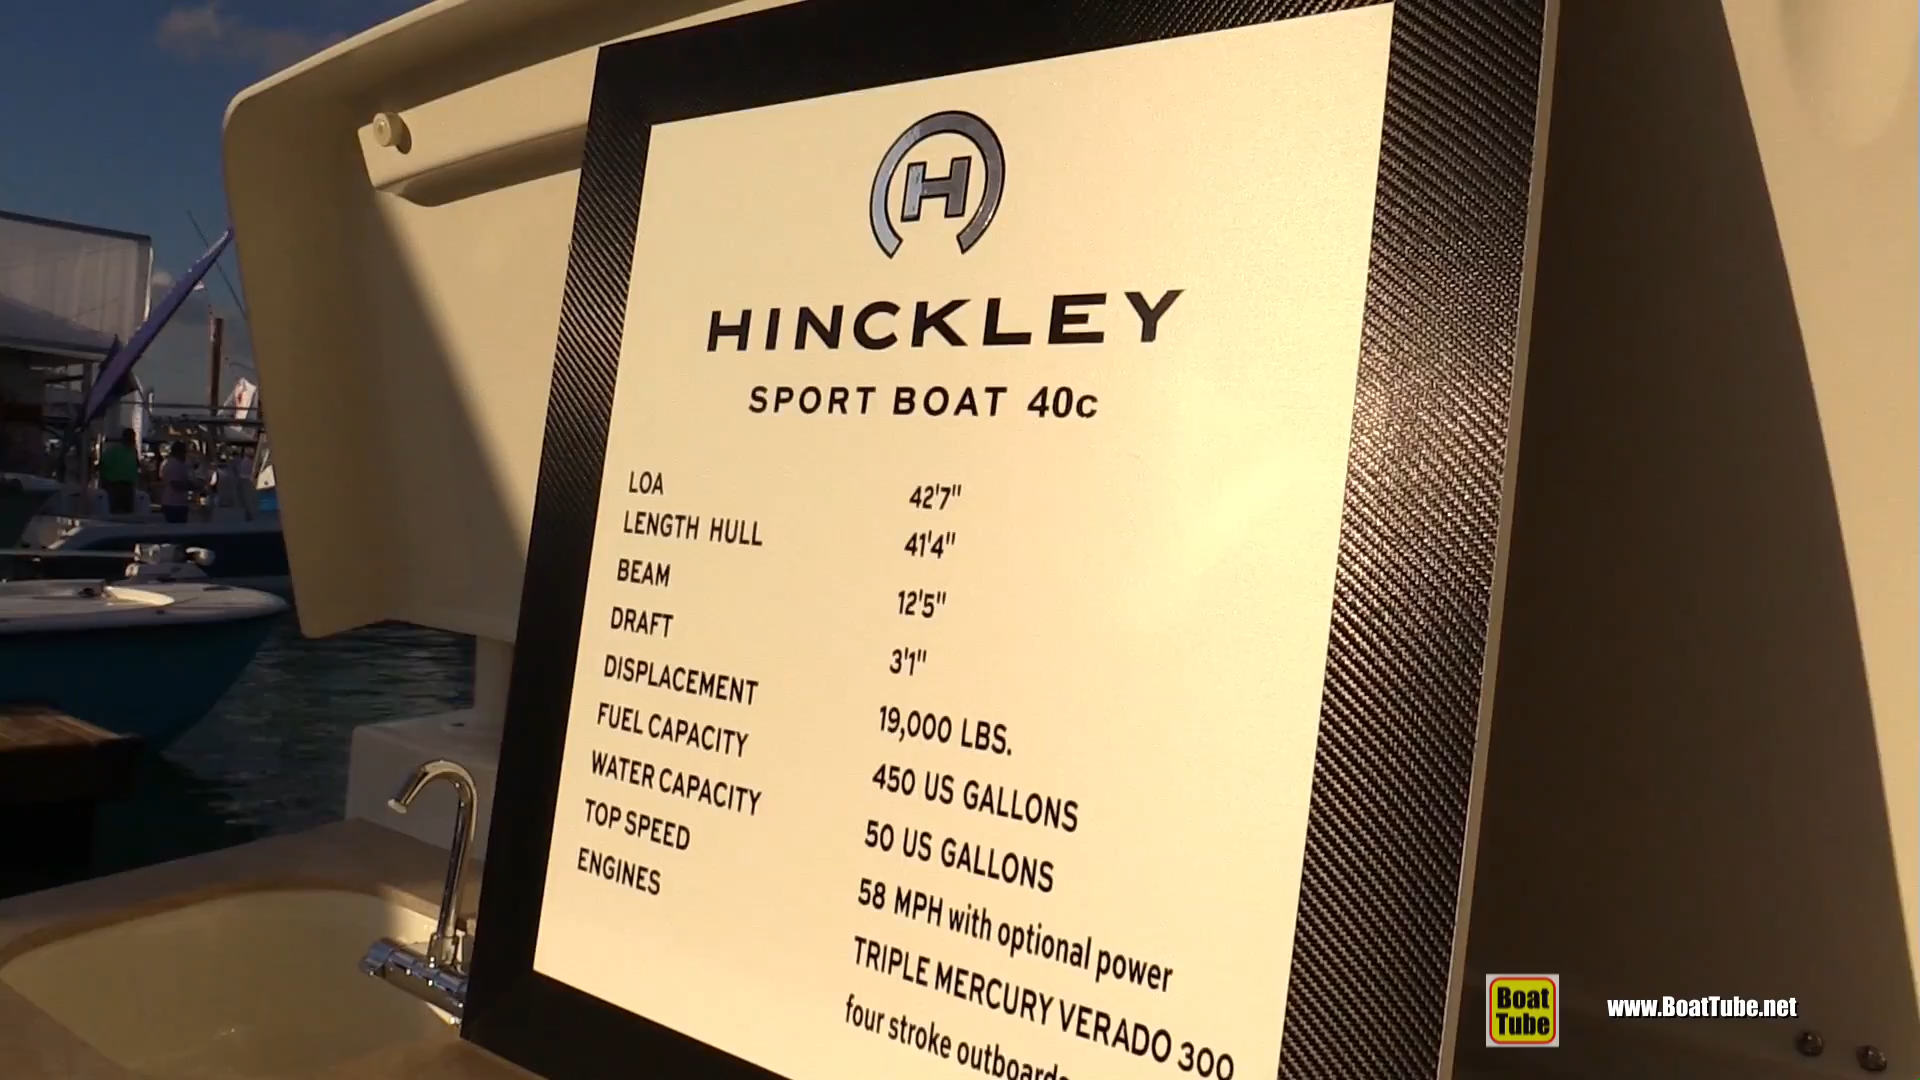 H
HINCKLEY
SPORT BOAT 40c
LOA 42'7"
LENGTH HULL 41'4"
BEAM 12'5"
DRAFT 3'1"
DISPLACEMENT 19,000 LBS.
FUEL CAPACITY 450 US GALLONS
WATER CAPACITY 50 US GALLONS
TOP SPEED 58 MPH with optional power
ENGINES TRIPLE MERCURY VERADO 300
four stroke outboards
Boat
Tube
www.BoatTube.net